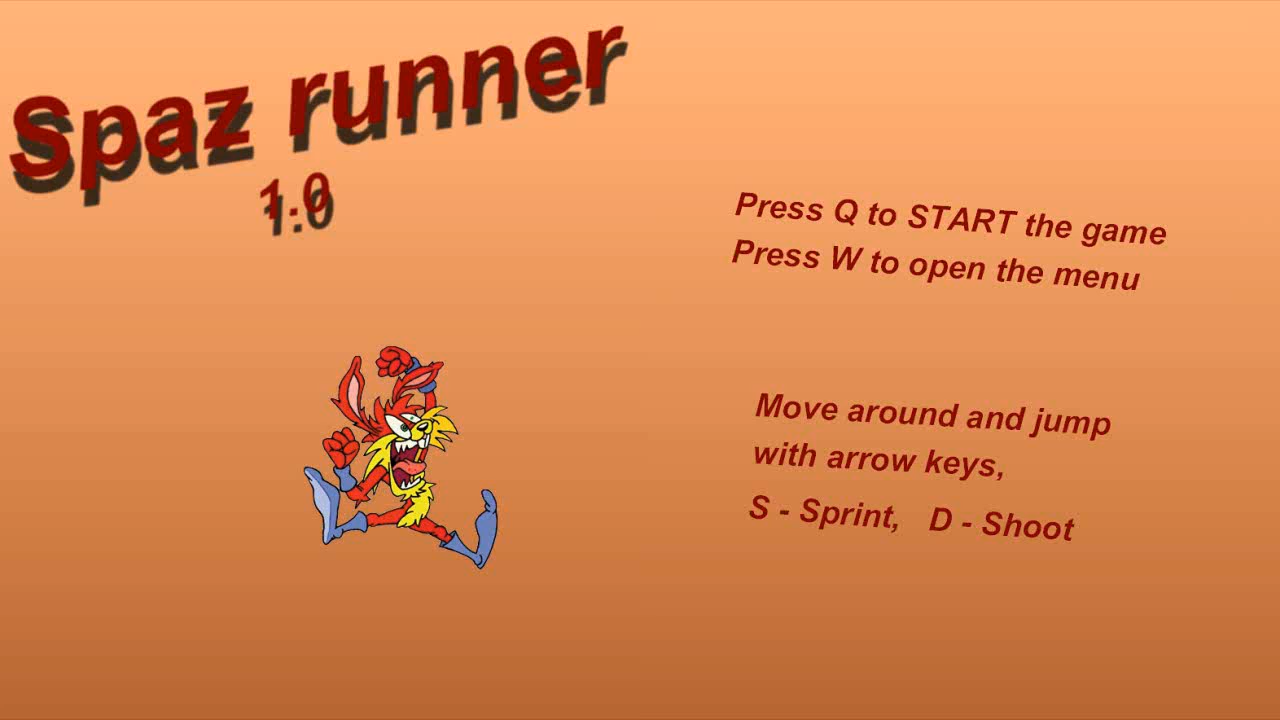 Spaz runner
1.0
Press Q to START the game
Press W to open the menu
Move around and jump
with arrow keys,
S - Sprint, D - Shoot